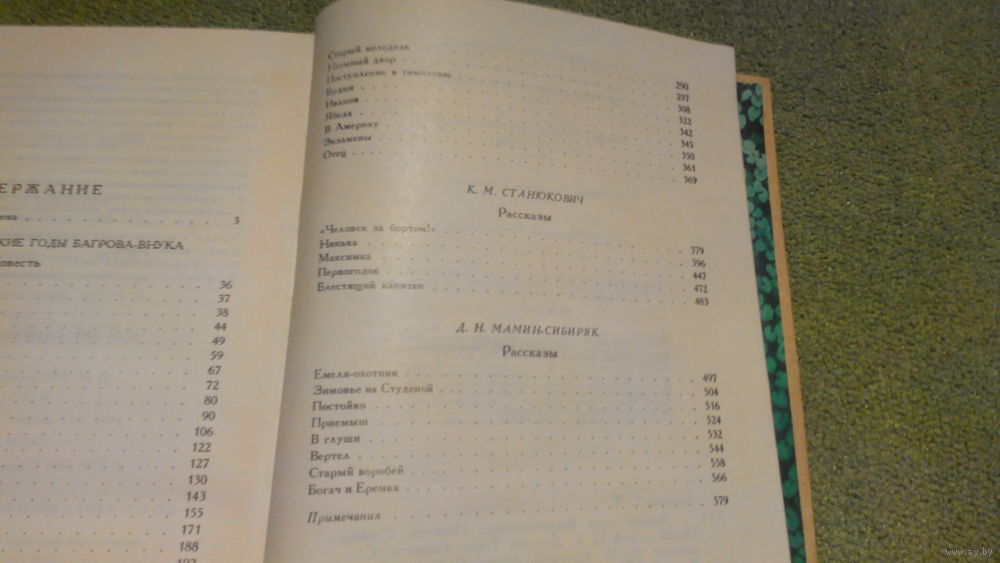 ЕРЖАНИЕ
ека . . . 3
КИЕ ГОДЫ БАГРОВА-ВНУКА
овесть
36
37
38
44
49
59
67
72
80
90
106
122
127
130
143
155
171
188
192
Старый колодезь . . . 290
Наемный двор . . . 297
Поступление в гимназию . . . 308
Будни . . . 322
Иванов . . . 342
Ябеда . . . 345
В Америку . . . 350
Экзамены . . . 361
Отец . . . 369
К. М. СТАНЮКОВИЧ
Рассказы
«Человек за бортом!» . . . 379
Нянька . . . 396
Максимка . . . 447
Первогодок . . . 472
Блестящий капитан . . . 483
Д. Н. МАМИН-СИБИРЯК
Рассказы
Емеля-охотник . . . 497
Зимовье на Студеной . . . 504
Постойко . . . 516
Приемыш . . . 524
В глуши . . . 532
Вертел . . . 544
Старый воробей . . . 558
Богач и Еремка . . . 566
Примечания . . . 579
www.ay.by